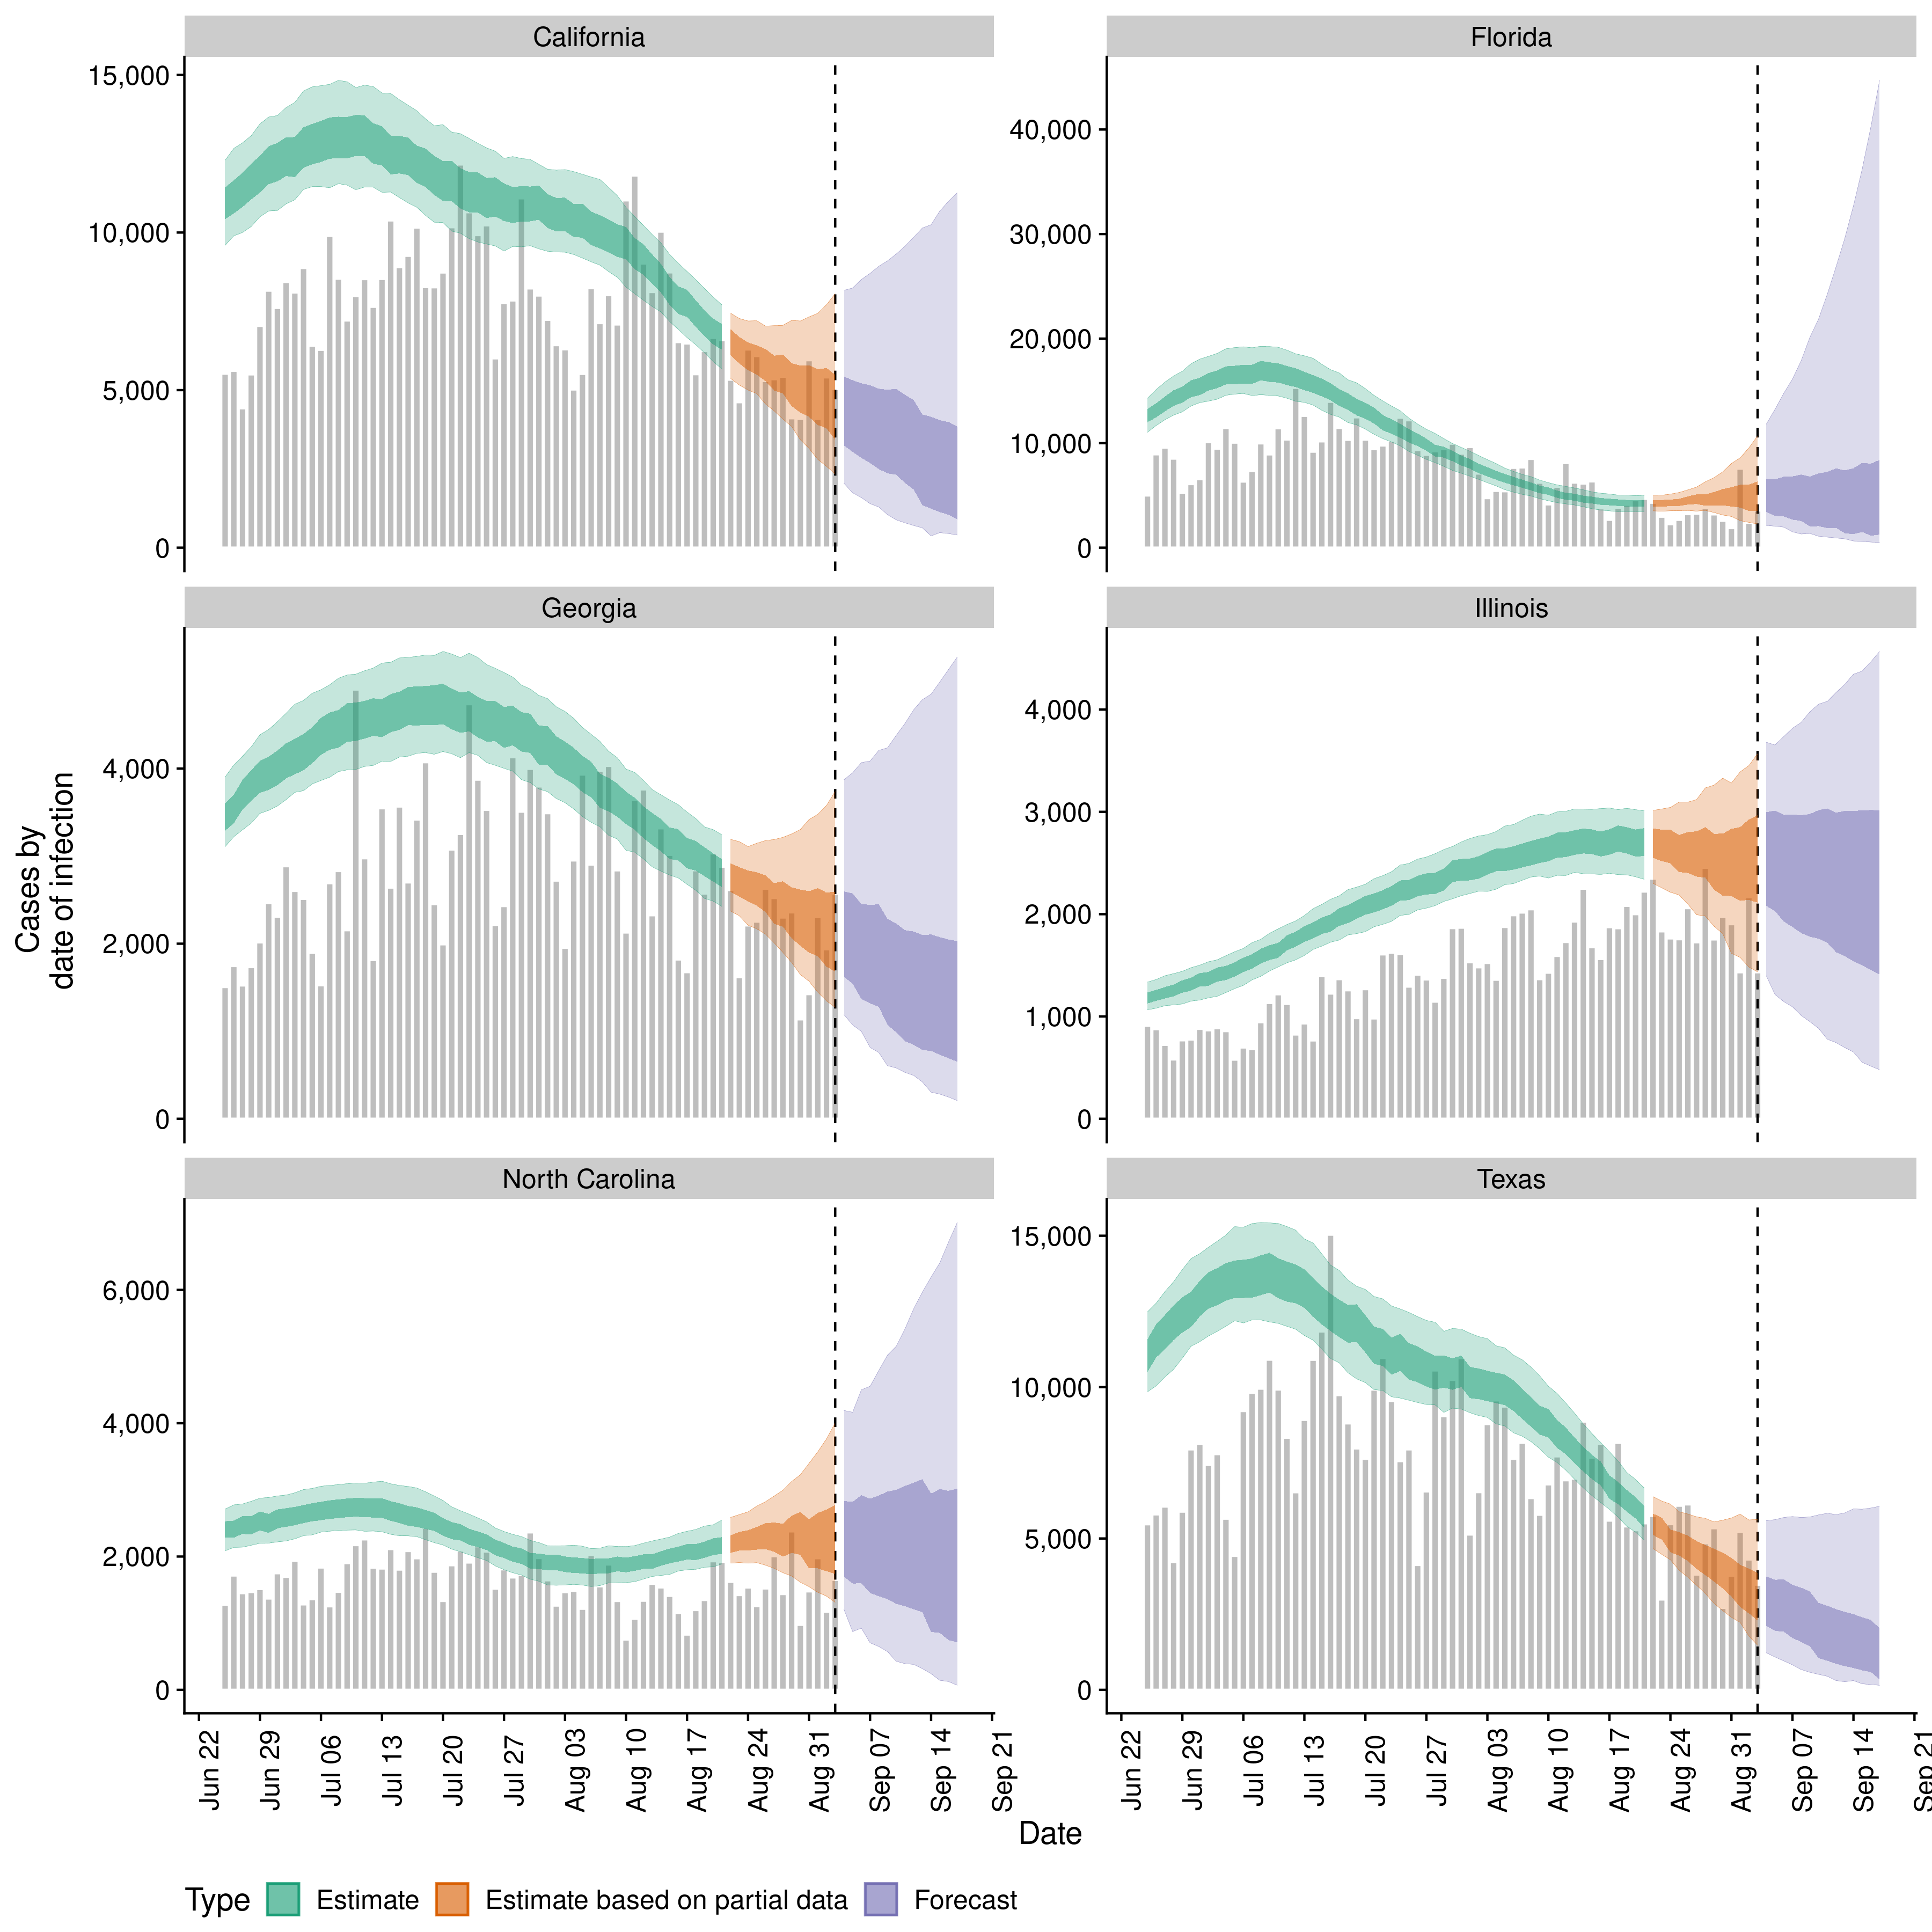 California
Florida
15,000
10,000
5,000
0
40,000
30,000
20,000
10,000
0
Georgia
Illinois
4,000
2,000
0
4,000
3,000
2,000
1,000
0
North Carolina
Texas
6,000
4,000
2,000
0
15,000
10,000
5,000
0
Cases by
date of infection
Jun 22
Jun 29
Jul 06
Jul 13
Jul 20
Jul 27
Aug 03
Aug 10
Aug 17
Aug 24
Aug 31
Sep 07
Sep 14
Sep 21
Jun 22
Jun 29
Jul 06
Jul 13
Jul 20
Jul 27
Aug 03
Aug 10
Aug 17
Aug 24
Aug 31
Sep 07
Sep 14
Sep 21
Date
Type Estimate Estimate based on partial data Forecast